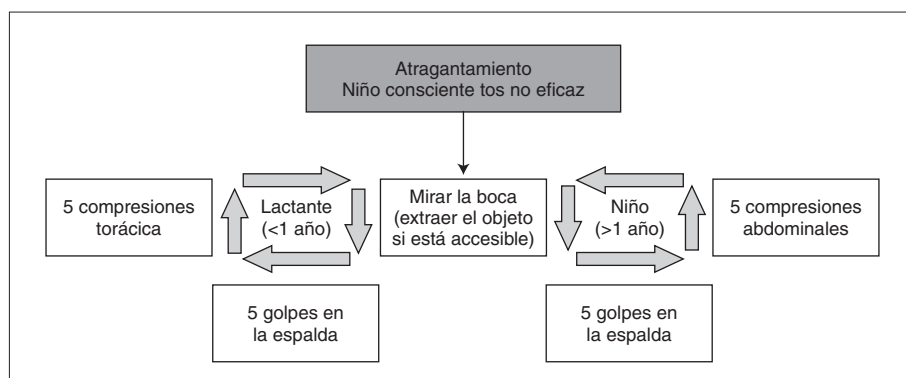 Atragantamiento
Niño consciente tos no eficaz
5 compresiones
torácica
Lactante
(<1 año)
Mirar la boca
(extraer el objeto
si está accesible)
Niño
(>1 año)
5 compresiones
abdominales
5 golpes en
la espalda
5 golpes en
la espalda